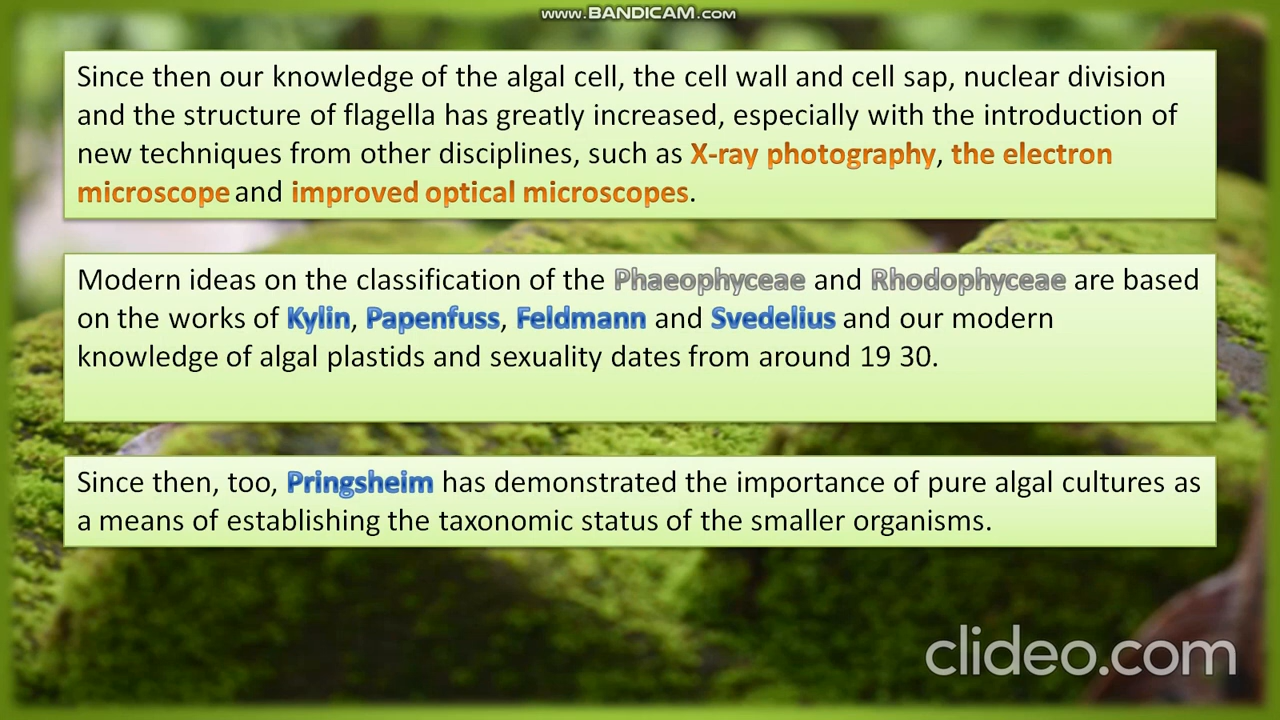 www.BANDICAM.com
Since then our knowledge of the algal cell, the cell wall and cell sap, nuclear division
and the structure of flagella has greatly increased, especially with the introduction of
new techniques from other disciplines, such as X-ray photography, the electron
microscope and improved optical microscopes.
Modern ideas on the classification of the Phaeophyceae and Rhodophyceae are based
on the works of Kylin, Papenfuss, Feldmann and Svedelius and our modern
knowledge of algal plastids and sexuality dates from around 19 30.
Since then, too, Pringsheim has demonstrated the importance of pure algal cultures as
a means of establishing the taxonomic status of the smaller organisms.
clideo.com